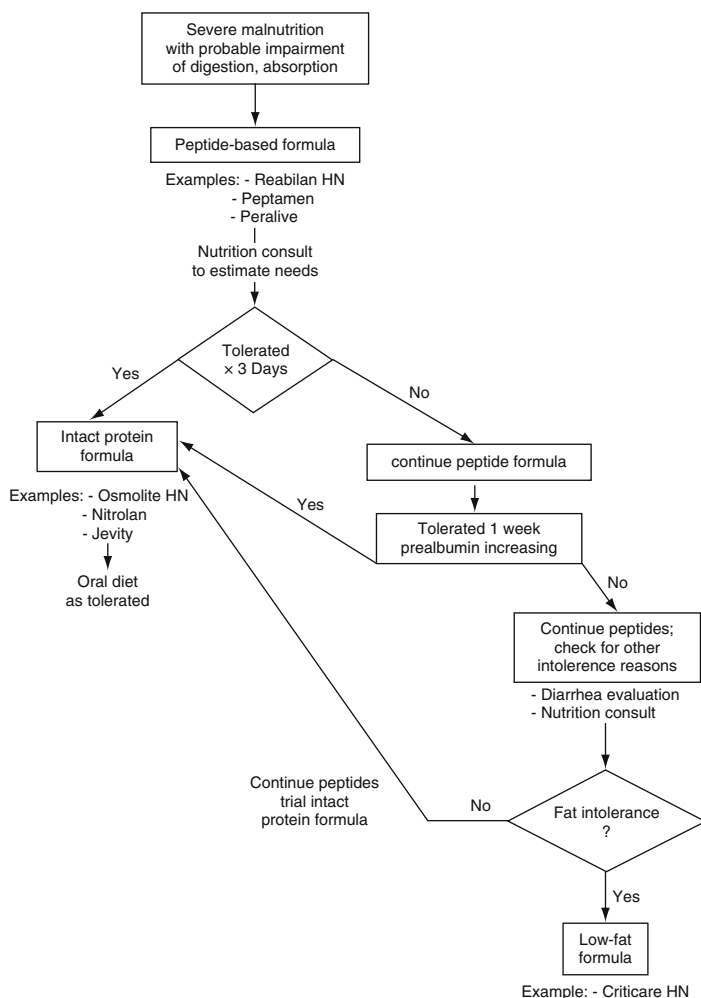 Severe malnutrition
with probable impairment
of digestion, absorption
Peptide-based formula
Examples: - Reabilan HN
- Peptamen
- Peralive
Nutrition consult
to estimate needs
Tolerated
× 3 Days
Yes
No
Intact protein
formula
continue peptide formula
Examples: - Osmolite HN
- Nitrolan
- Jevity
Yes
Tolerated 1 week
prealbumin increasing
Oral diet
as tolerated
No
Continue peptides;
check for other
intolerence reasons
- Diarrhea evaluation
- Nutrition consult
Continue peptides
trial intact
protein formula
No
Fat intolerance
?
Yes
Low-fat
formula
Example: - Criticare HN